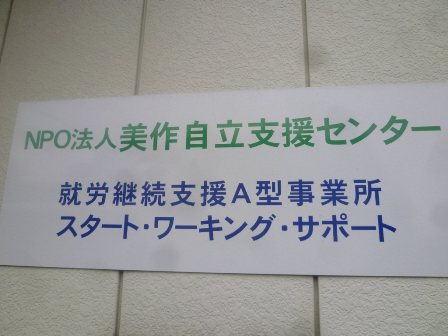 NPO法人美作自立支援センター
就労継続支援A型事業所
スタート・ワーキング・サポート